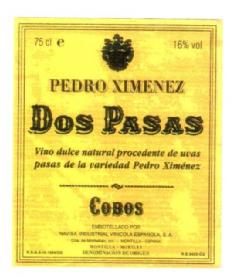 75 cl e 16% vol
PEDRO XIMENEZ
DOS PASAS
Vino dulce natural procedente de uvas
pasas de la variedad Pedro Ximénez
COBOS
EMBOTELLADO POR
NAVISA INDUSTRIAL VINICOLA ESPAÑOLA, S.A.
MONTILLA - ESPAÑA
MONTILLA - MORILES
DENOMINACION DE ORIGEN